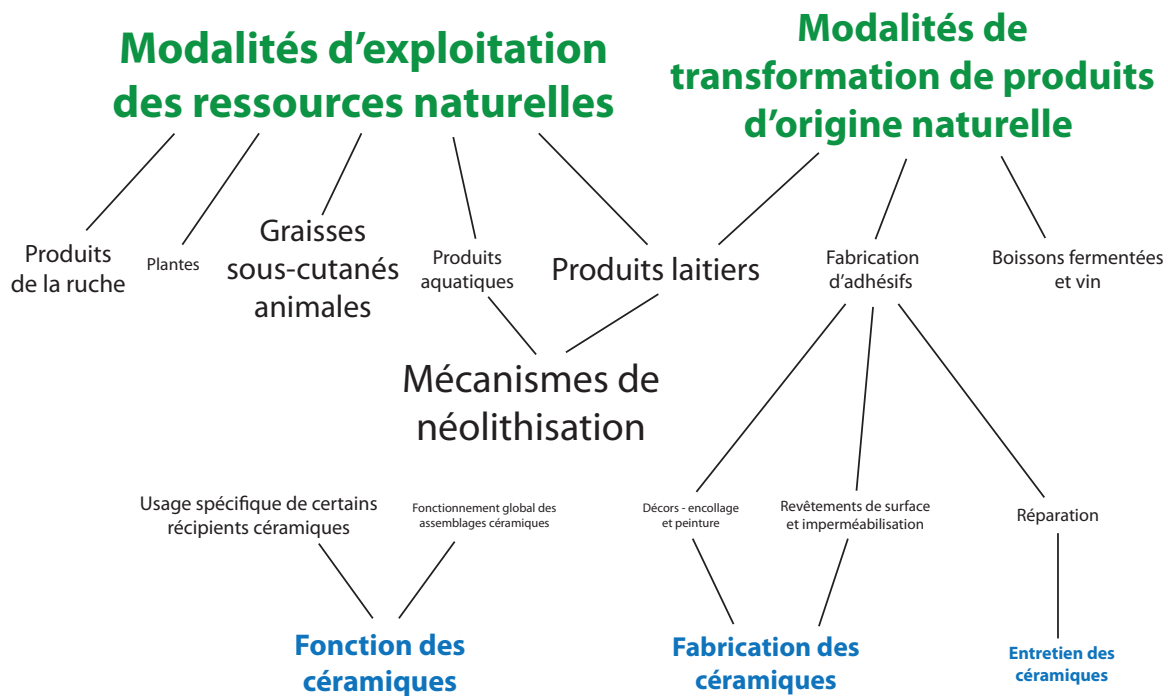 Modalités d'exploitation
des ressources naturelles
Modalités de
transformation de produits
d'origine naturelle
Produits
de la ruche
Plantes
Graisses
sous-cutanés
animales
Produits
aquatiques
Produits laitiers
Fabrication
d'adhésifs
Boissons fermentées
et vin
Mécanismes de
néolithisation
Usage spécifique de certains
récipients céramiques
Fonctionnement global des
assemblages céramiques
Décors - encollage
et peinture
Revêtements de surface
et imperméabilisation
Réparation
Fonction des
céramiques
Fabrication des
céramiques
Entretien des
céramiques